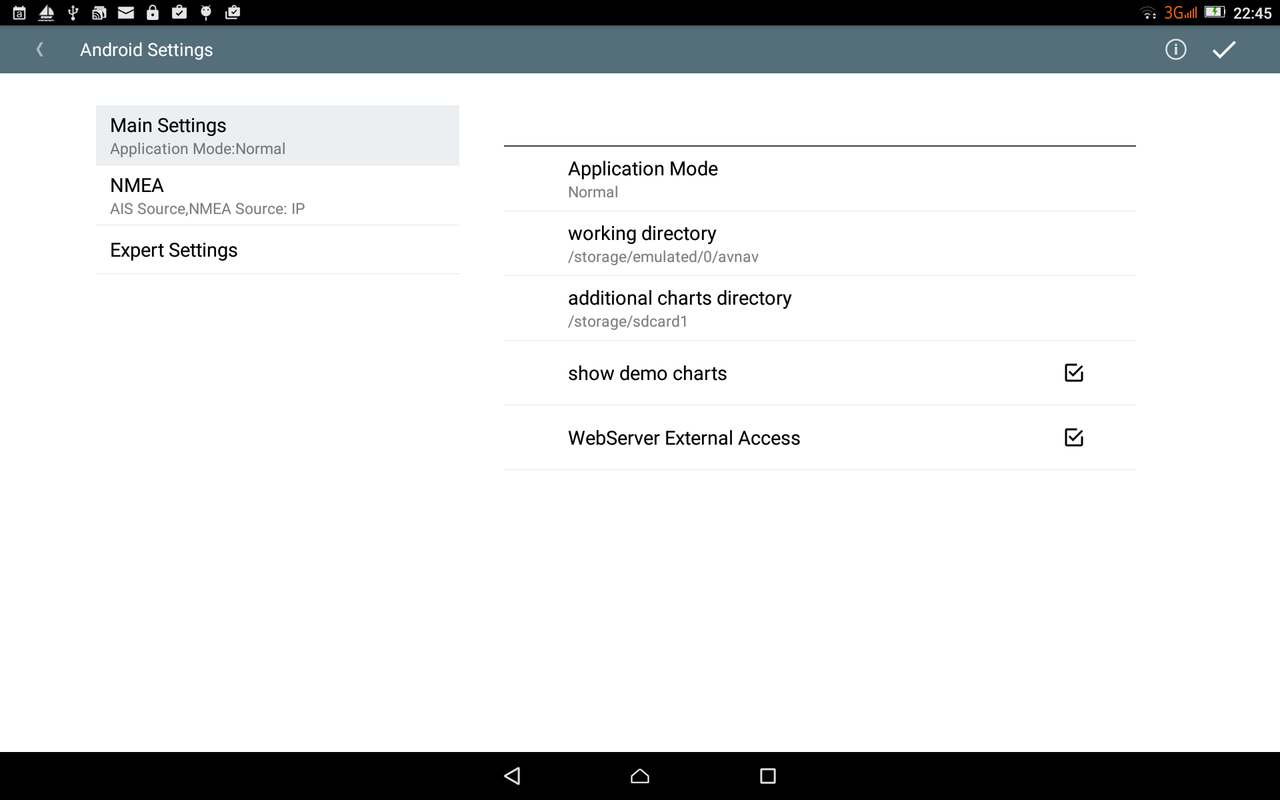 3G 22:45
Android Settings
Main Settings
Application Mode:Normal
NMEA
AIS Source,NMEA Source: IP
Expert Settings
Application Mode
Normal
working directory
/storage/emulated/0/avnav
additional charts directory
/storage/sdcard1
show demo charts
WebServer External Access